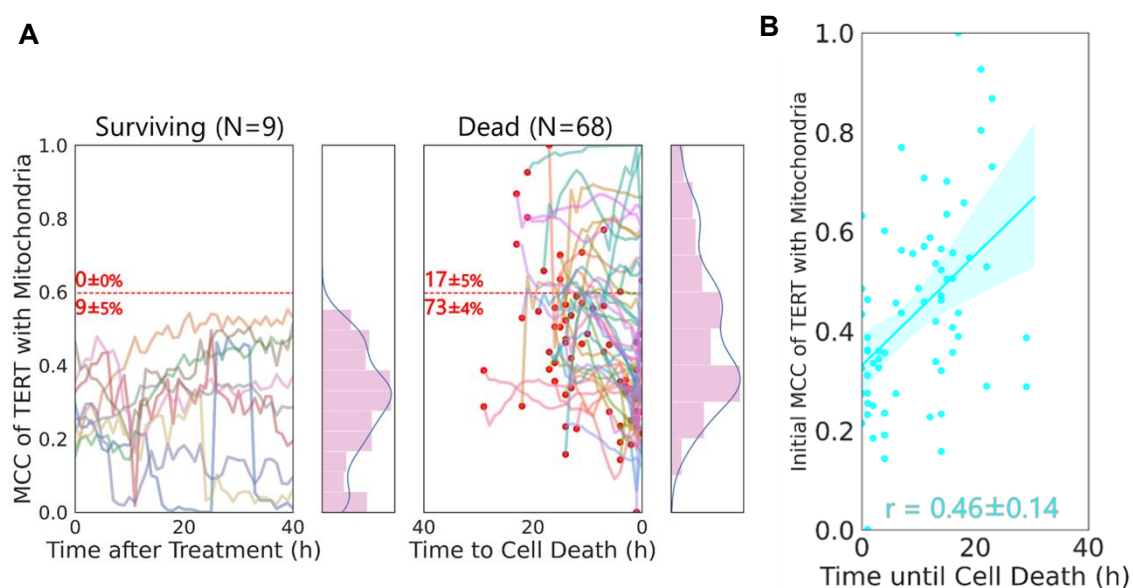 A
Surviving (N=9)
Dead (N=68)
MCC of TERT with Mitochondria
1.0
0.8
0.6
0.4
0.2
0.0
0±0%
9±5%
17±5%
73±4%
0
20
40
40
20
0
Time after Treatment (h)
Time to Cell Death (h)
B
Initial MCC of TERT with Mitochondria
1.0
0.8
0.6
0.4
0.2
0.0
r = 0.46±0.14
0
20
40
Time until Cell Death (h)